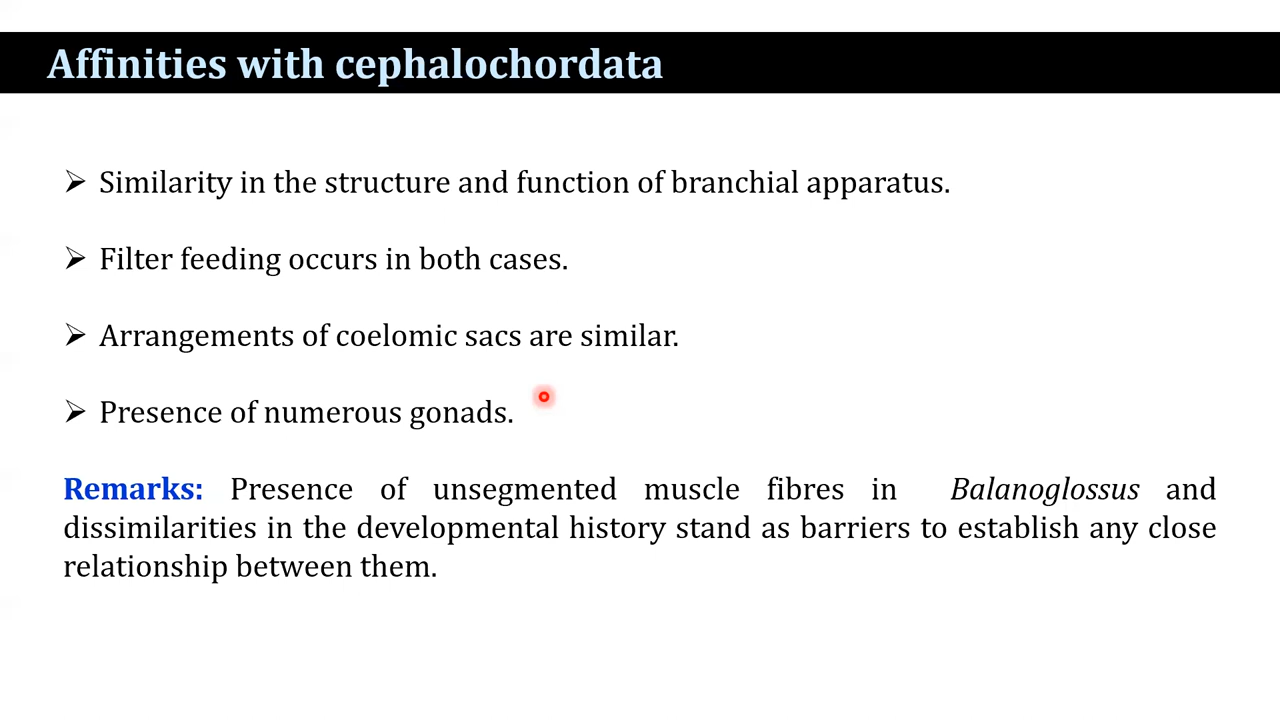 Affinities with cephalochordata
➢ Similarity in the structure and function of branchial apparatus.
➢ Filter feeding occurs in both cases.
➢ Arrangements of coelomic sacs are similar.
➢ Presence of numerous gonads.
Remarks: Presence of unsegmented muscle fibres in Balanoglossus and
dissimilarities in the developmental history stand as barriers to establish any close
relationship between them.